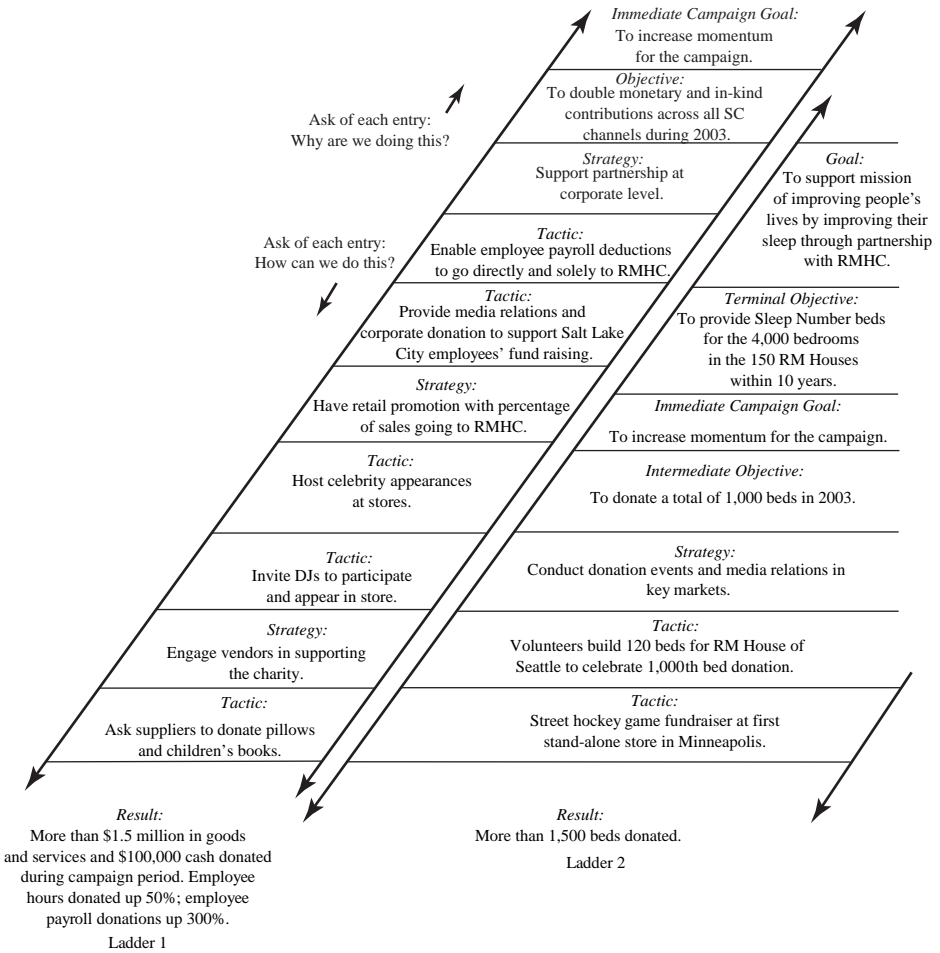 Immediate Campaign Goal:
To increase momentum
for the campaign.
Objective:
To double monetary and in-kind
contributions across all SC
channels during 2003.
Ask of each entry:
Why are we doing this?
Strategy:
Support partnership at
corporate level.
Tactic:
Enable employee payroll deductions
to go directly and solely to RMHC.
Ask of each entry:
How can we do this?
Tactic:
Provide media relations and
corporate donation to support Salt Lake
City employees’ fund raising.
Strategy:
Have retail promotion with percentage
of sales going to RMHC.
Tactic:
Host celebrity appearances
at stores.
Tactic:
Invite DJs to participate
and appear in store.
Strategy:
Engage vendors in supporting
the charity.
Tactic:
Ask suppliers to donate pillows
and children’s books.
Result:
More than $1.5 million in goods
and services and $100,000 cash donated
during campaign period. Employee
hours donated up 50%; employee
payroll donations up 300%.
Ladder 1
Goal:
To support mission
of improving people’s
lives by improving their
sleep through partnership
with RMHC.
Terminal Objective:
To provide Sleep Number beds
for the 4,000 bedrooms
in the 150 RM Houses
within 10 years.
Immediate Campaign Goal:
To increase momentum for the campaign.
Intermediate Objective:
To donate a total of 1,000 beds in 2003.
Strategy:
Conduct donation events and media relations in
key markets.
Tactic:
Volunteers build 120 beds for RM House of
Seattle to celebrate 1,000th bed donation.
Tactic:
Street hockey game fundraiser at first
stand-alone store in Minneapolis.
Result:
More than 1,500 beds donated.
Ladder 2